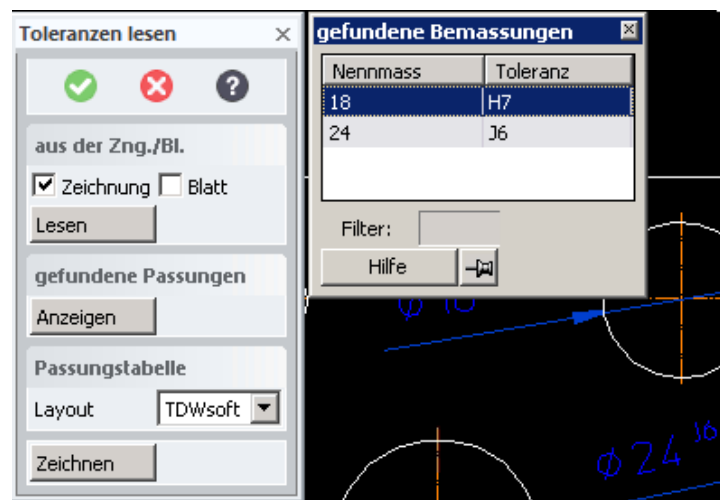 Toleranzen lesen
aus der Zng./Bl.
Zeichnung Blatt
Lesen
gefundene Passungen
Anzeigen
Passungstabelle
Layout TDWsoft
Zeichnen
gefundene Bemassungen
Nennmass Toleranz
18 H7
24 J6
Filter:
Hilfe
Ø 24 J6